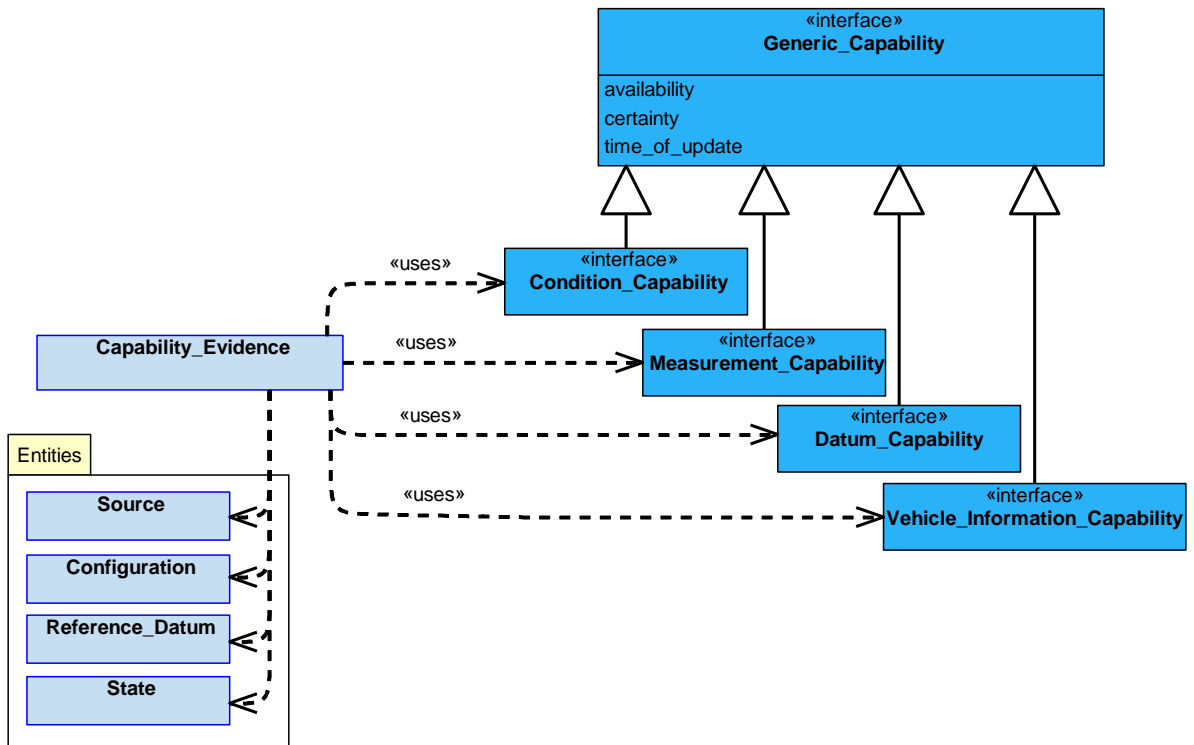 «interface»
Generic_Capability
availability
certainty
time_of_update
«interface»
Condition_Capability
«uses»
Capability_Evidence
«uses»
«interface»
Measurement_Capability
«uses»
«interface»
Datum_Capability
Entities
Source
«uses»
«interface»
Vehicle_Information_Capability
Configuration
Reference_Datum
State